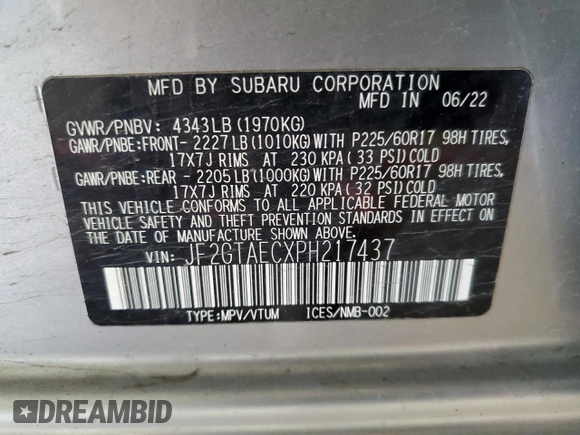 MFD BY SUBARU CORPORATION
MFD IN 06/22
GVWR/PNBV: 4343LB (1970KG)
GAWR/PNBE:FRONT- 2227LB (1010KG)WITH P225/60R17 98H TIRES,
17X7J RIMS AT 230 KPA ( 33 PSI) COLD
GAWR/PNBE:REAR - 2205LB (1000KG)WITH P225/60R17 98H TIRES,
17X7J RIMS AT 220 KPA ( 32 PSI) COLD
THIS VEHICLE CONFORMS TO ALL APPLICABLE FEDERAL MOTOR
VEHICLE SAFETY AND THEFT PREVENTION STANDARDS IN EFFECT ON
THE DATE OF MANUFACTURE SHOWN ABOVE.
VIN: JF2GTAECXPH217437
TYPE:MPV/VTUM ICES/NMB-002
DREAMBID